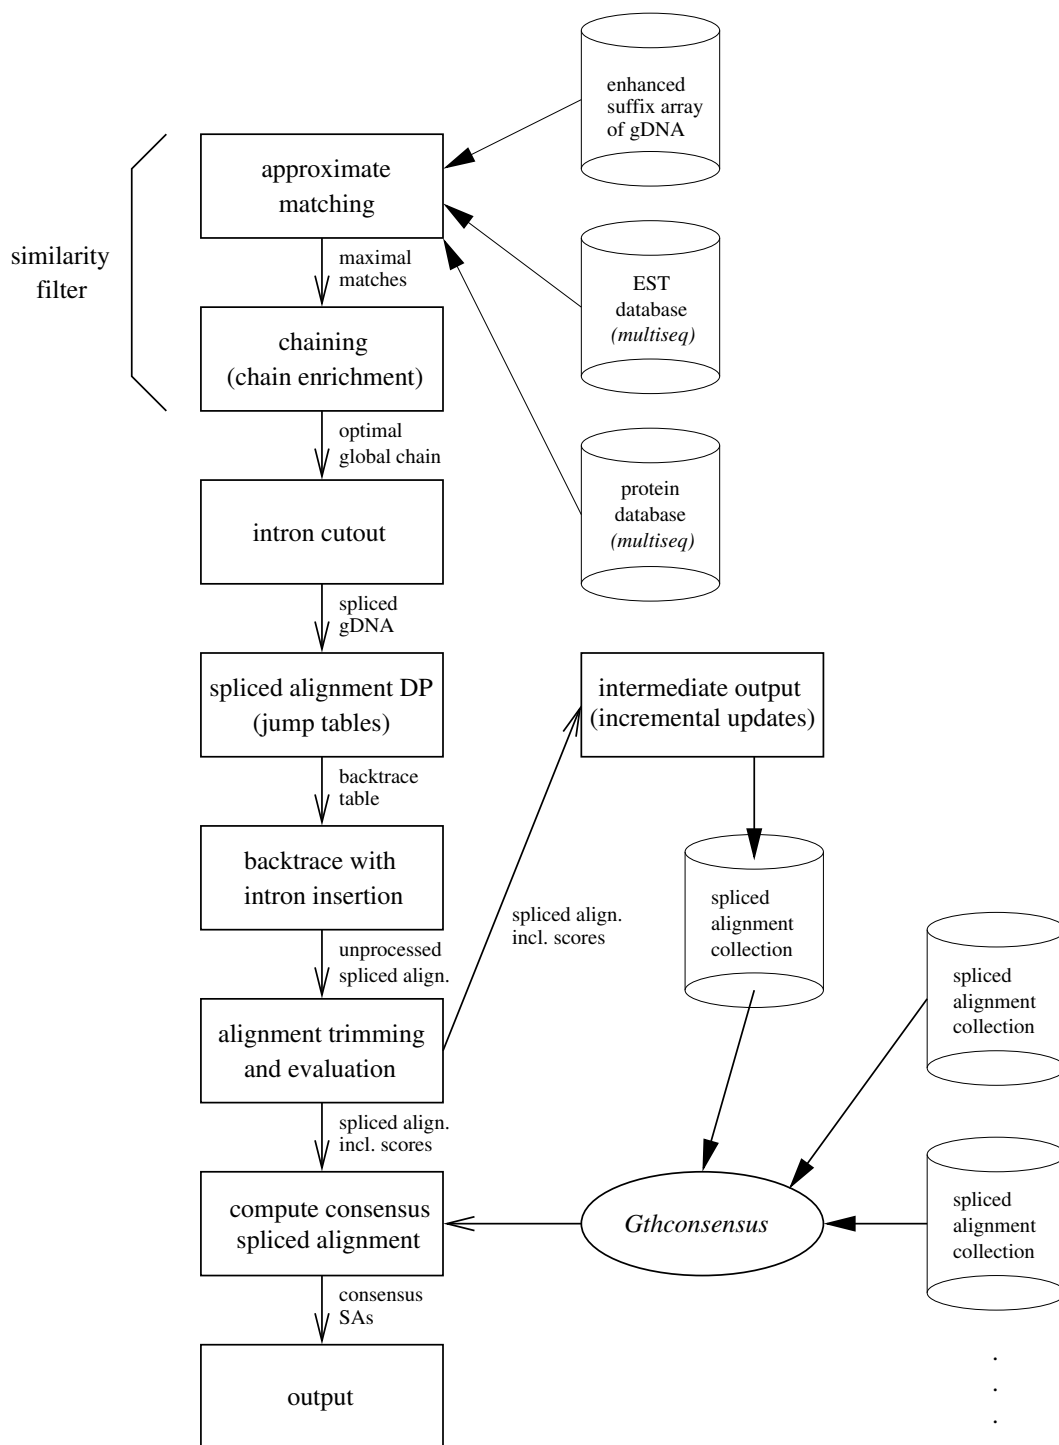 enhanced
suffix array
of gDNA
approximate
matching
similarity
filter
maximal
matches
EST
database
(multiseq)
chaining
(chain enrichment)
optimal
global chain
protein
database
(multiseq)
intron cutout
spliced
gDNA
spliced alignment DP
(jump tables)
intermediate output
(incremental updates)
backtrace
table
backtrace with
intron insertion
spliced align.
incl. scores
spliced
alignment
collection
unprocessed
spliced align.
spliced
alignment
collection
alignment trimming
and evaluation
spliced align.
incl. scores
compute consensus
spliced alignment
Gthconsensus
spliced
alignment
collection
consensus
SAs
output
.
.
.